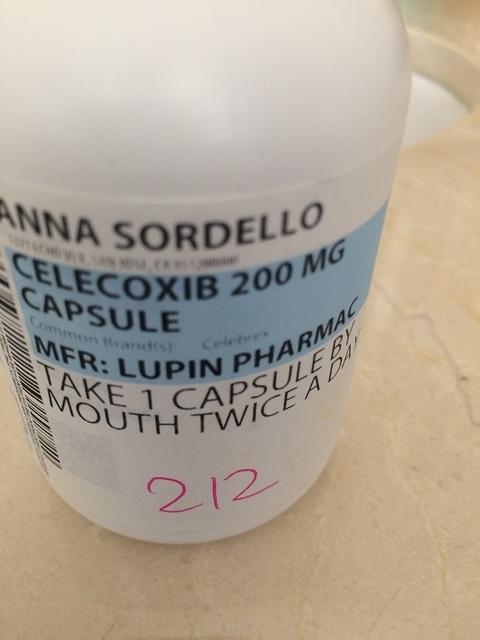 ANNA SORDELLO
CELECOXIB 200 MG
CAPSULE
Common Brand(s): Celebrex
MFR: LUPIN PHARMAC
TAKE 1 CAPSULE BY
MOUTH TWICE A DAY
212